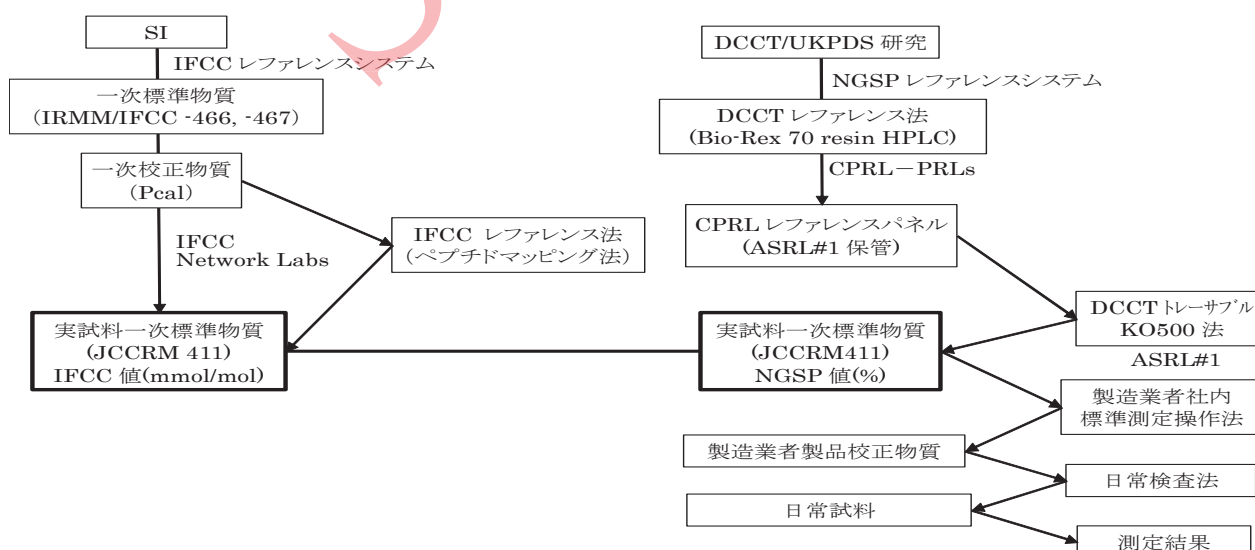 SI
IFCC レファレンスシステム
一次標準物質
(IRMM/IFCC -466, -467)
一次校正物質
(Pcal)
IFCC
Network Labs
IFCC レファレンス法
(ペプチドマッピング法)
実試料一次標準物質
(JCCRM 411)
IFCC 値(mmol/mol)
DCCT/UKPDS 研究
NGSP レファレンスシステム
DCCT レファレンス法
(Bio-Rex 70 resin HPLC)
CPRL－PRLs
CPRL レファレンスパネル
(ASRL#1 保管)
DCCT トレーサブル
KO500 法
ASRL#1
実試料一次標準物質
(JCCRM411)
NGSP 値(%)
製造業者社内
標準測定操作法
製造業者製品校正物質
日常検査法
日常試料
測定結果